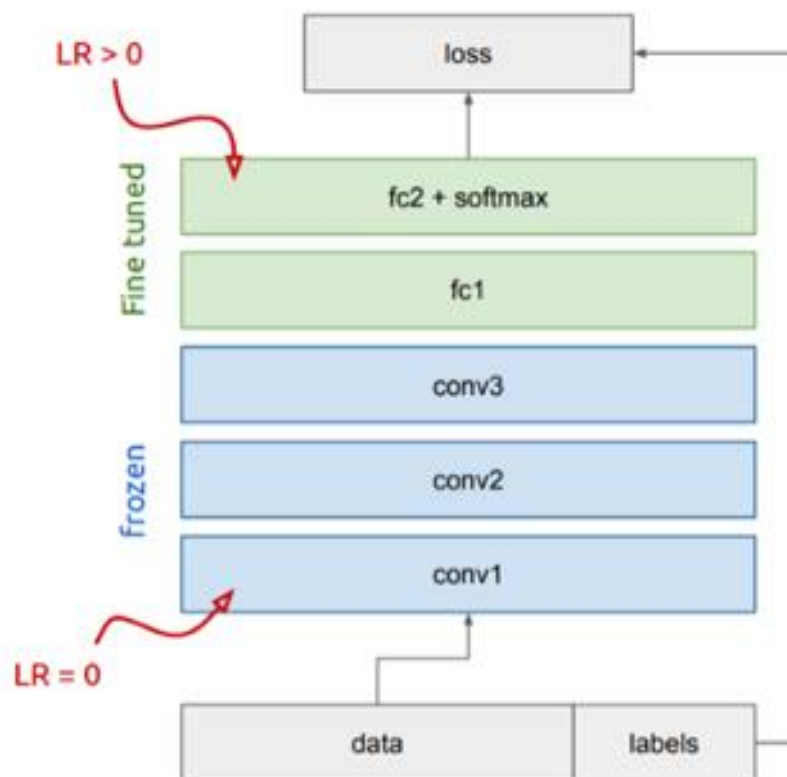 loss
LR > 0
fc2 + softmax
Fine tuned
fc1
conv3
frozen
conv2
conv1
LR = 0
data
labels